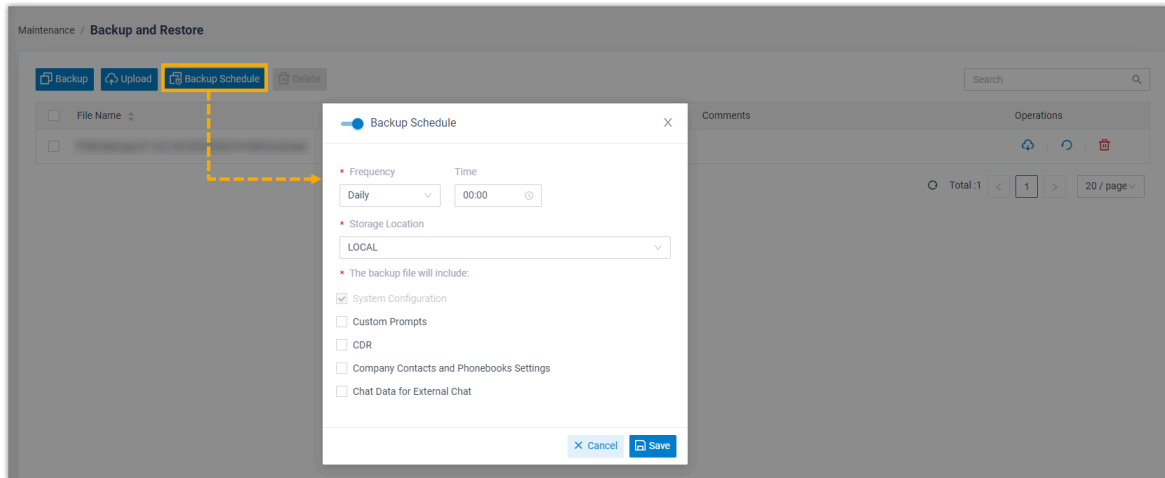 Maintenance / Backup and Restore
Backup Upload Backup Schedule Delete Search
File Name Comments Operations
Total :1 < 1 > 20 / page
Backup Schedule X
* Frequency Time
Daily 00:00
* Storage Location
LOCAL
* The backup file will include:
System Configuration
Custom Prompts
CDR
Company Contacts and Phonebooks Settings
Chat Data for External Chat
Cancel Save